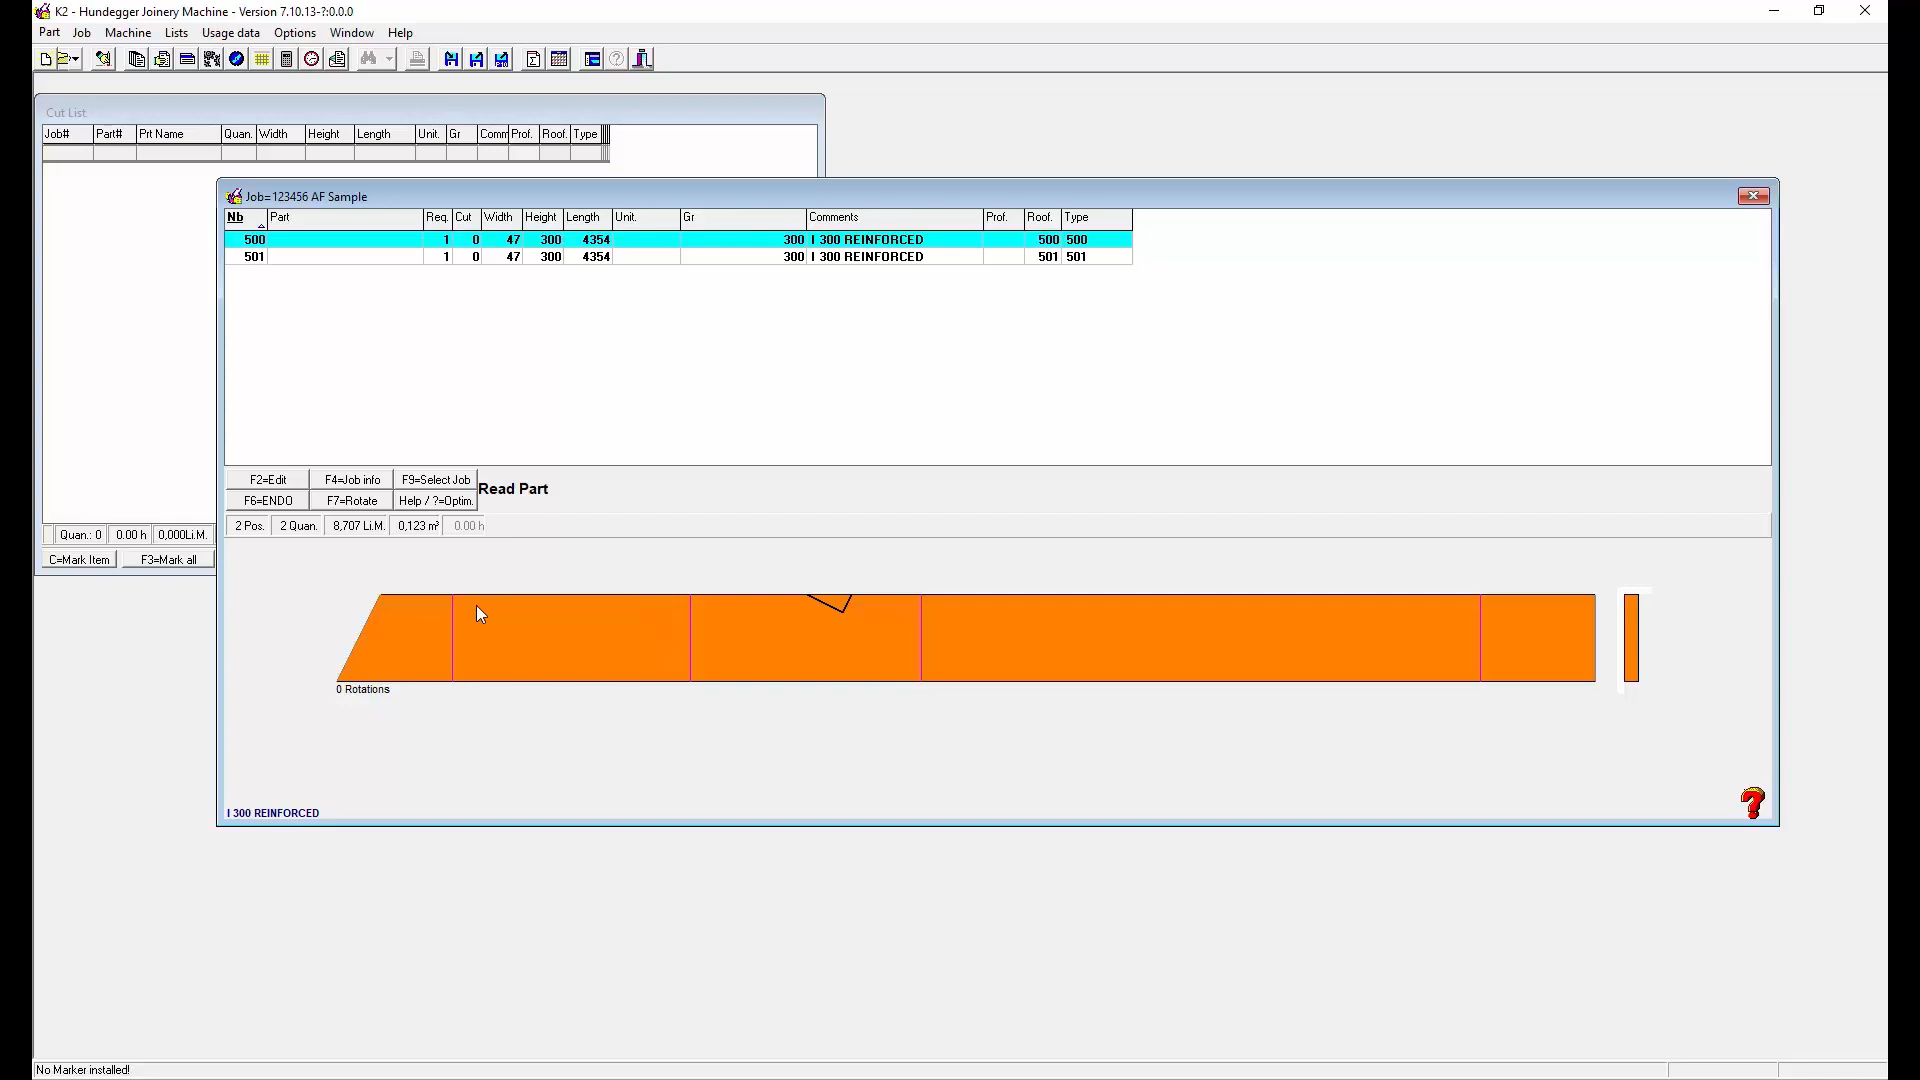 K2 - Hundegger Joinery Machine - Version 7.10.13-?:0.0.0
Part Job Machine Lists Usage data Options Window Help
Cut List
Job# Part# Prt Name Quan. Width Height Length Unit. Gr Comm Prof. Roof. Type
Job=123456 AF Sample
Nb Part Req. Cut Width Height Length Unit. Gr Comments Prof. Roof. Type
500 1 0 47 300 4354 300 I 300 REINFORCED 500 500
501 1 0 47 300 4354 300 I 300 REINFORCED 501 501
F2=Edit F4=Job info F9=Select Job
Read Part
F6=ENDO F7=Rotate Help / ?=Optim.
2 Pos. 2 Quan. 8,707 Li.M. 0,123 m³ 0.00 h
Quan.: 0 0.00 h 0,000Li.M.
C=Mark Item F3=Mark all
0 Rotations
I 300 REINFORCED
No Marker installed!